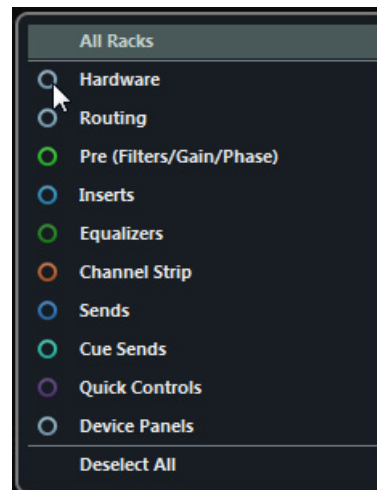 All Racks
Hardware
Routing
Pre (Filters/Gain/Phase)
Inserts
Equalizers
Channel Strip
Sends
Cue Sends
Quick Controls
Device Panels
Deselect All